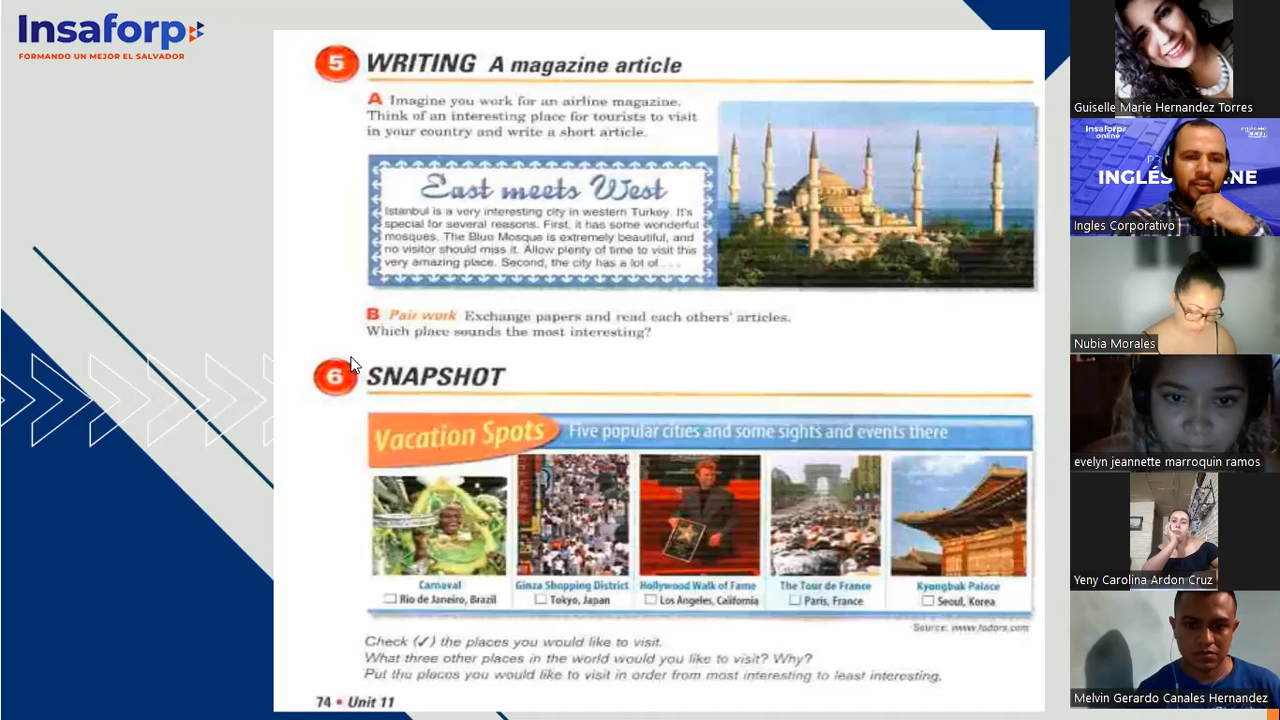 Insaforp
FORMANDO UN MEJOR EL SALVADOR
5 WRITING A magazine article
A Imagine you work for an airline magazine.
Think of an interesting place for tourists to visit
in your country and write a short article.
East meets West
Istanbul is a very interesting city in western Turkey. It's
special for several reasons. First, it has some wonderful
mosques. The Blue Mosque is extremely beautiful, and
no visitor should miss it. Allow plenty of time to visit this
very amazing place. Second, the city has a lot of . . .
B Pair work Exchange papers and read each others' articles.
Which place sounds the most interesting?
6 SNAPSHOT
Vacation Spots Five popular cities and some sights and events there
Carnaval
Rio de Janeiro, Brazil
Ginza Shopping District
Tokyo, Japan
Hollywood Walk of Fame
Los Angeles, California
The Tour de France
Paris, France
Kyongbuk Palace
Seoul, Korea
Source: www.fodors.com
Check (✓) the places you would like to visit.
What three other places in the world would you like to visit? Why?
Put the places you would like to visit in order from most interesting to least interesting.
74 • Unit 11
Guiselle Marie Hernandez Torres
Insaforp
online
INGLÉS
NE
Ingles Corporativo
Nubia Morales
evelyn jeannette marroquin ramos
Yeny Carolina Ardon Cruz
Melvin Gerardo Canales Hernandez